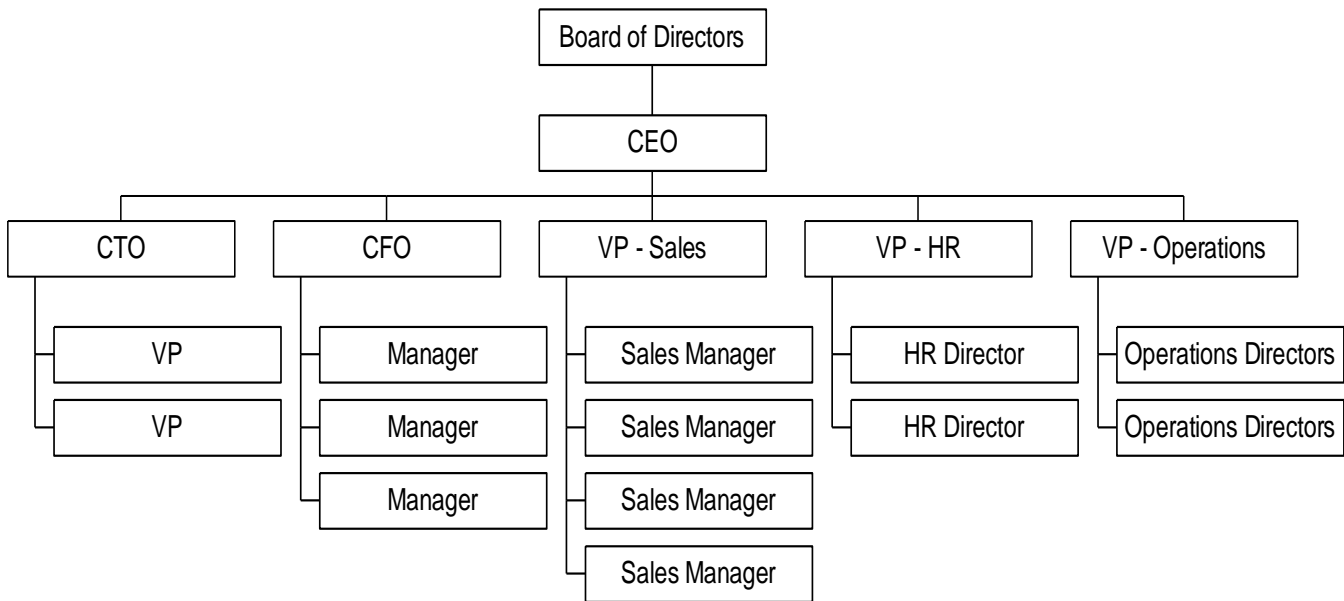 Board of Directors
CEO
CTO
CFO
VP - Sales
VP - HR
VP - Operations
VP
Manager
Sales Manager
HR Director
Operations Directors
VP
Manager
Sales Manager
HR Director
Operations Directors
Manager
Sales Manager
Sales Manager